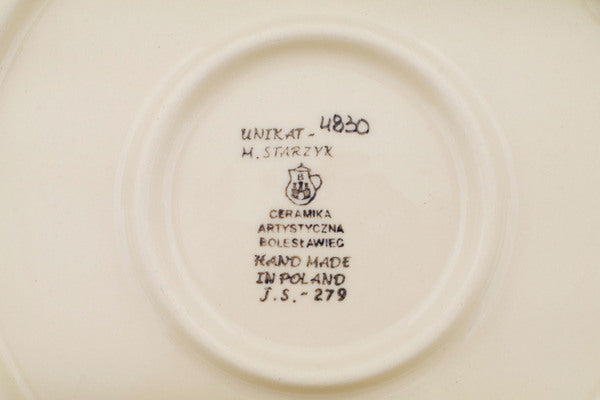 UNIKAT - 4830
M. STARZYK
B
CERAMIKA
ARTYSTYCZNA
BOLESŁAWIEC
HAND MADE
IN POLAND
J.S. - 279